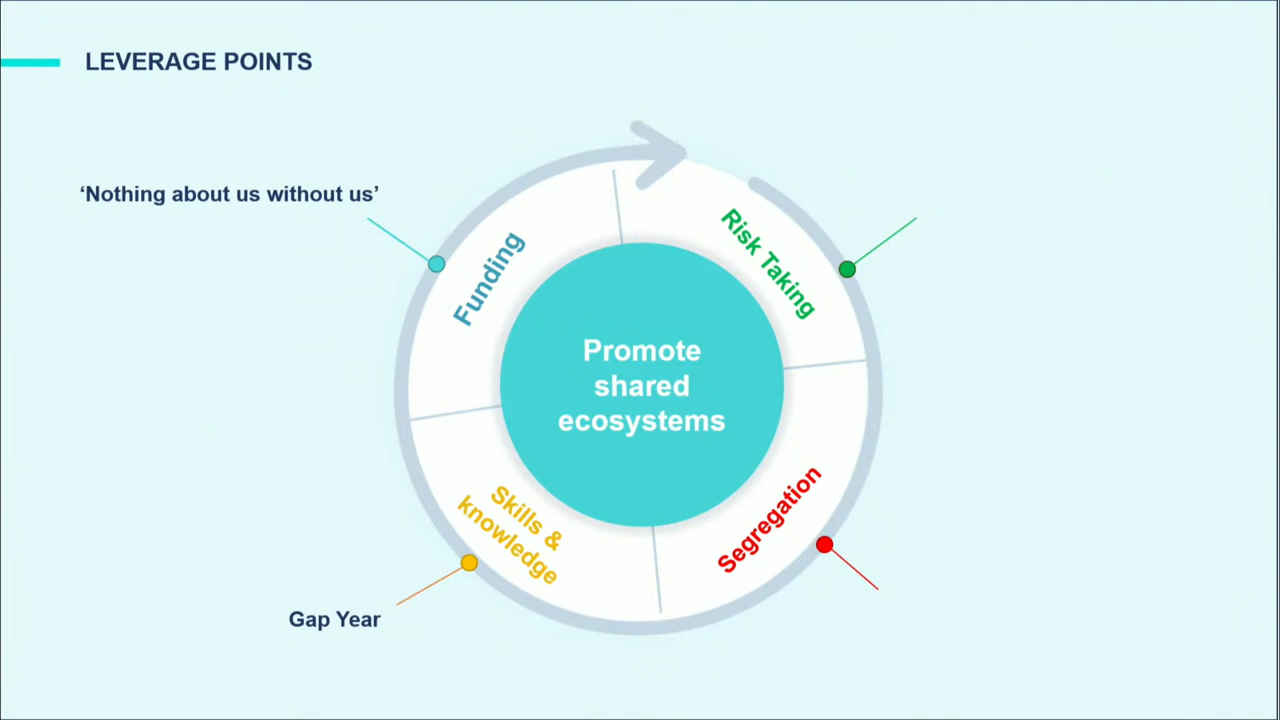 LEVERAGE POINTS
‘Nothing about us without us’
Funding
Risk Taking
Promote
shared
ecosystems
Skills &
knowledge
Segregation
Gap Year